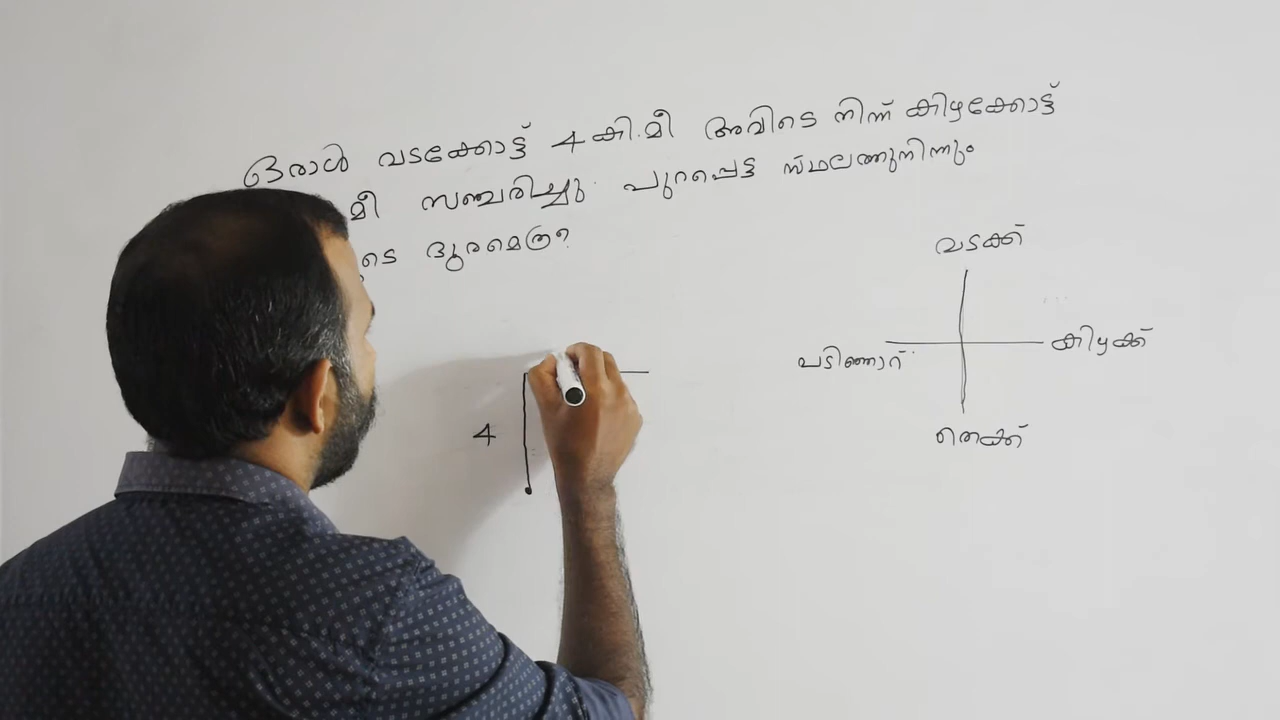 ഒരാൾ വടക്കോട്ട് 4 കി.മീ അവിടെ നിന്ന് കിഴക്കോട്ട്
മീ സഞ്ചരിച്ചു. പുറപ്പെട്ട സ്ഥലത്തുനിന്നും
ദൂരമെത്ര?
വടക്ക്
കിഴക്ക്
പടിഞ്ഞാറ്
4
തെക്ക്